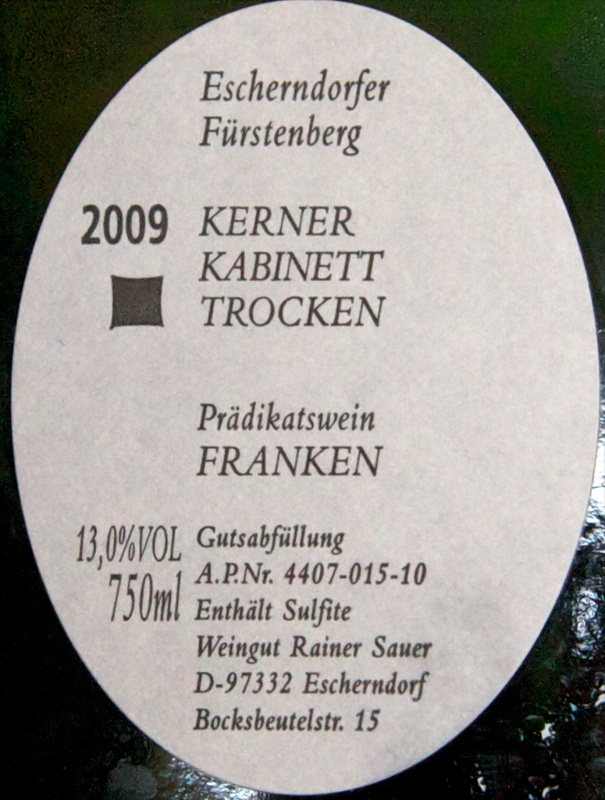 Escherndorfer
Fürstenberg
2009 KERNER
KABINETT
TROCKEN
Prädikatswein
FRANKEN
13,0%VOL
750ml
Gutsabfüllung
A.P.Nr. 4407-015-10
Enthält Sulfite
Weingut Rainer Sauer
D-97332 Escherndorf
Bocksbeutelstr. 15